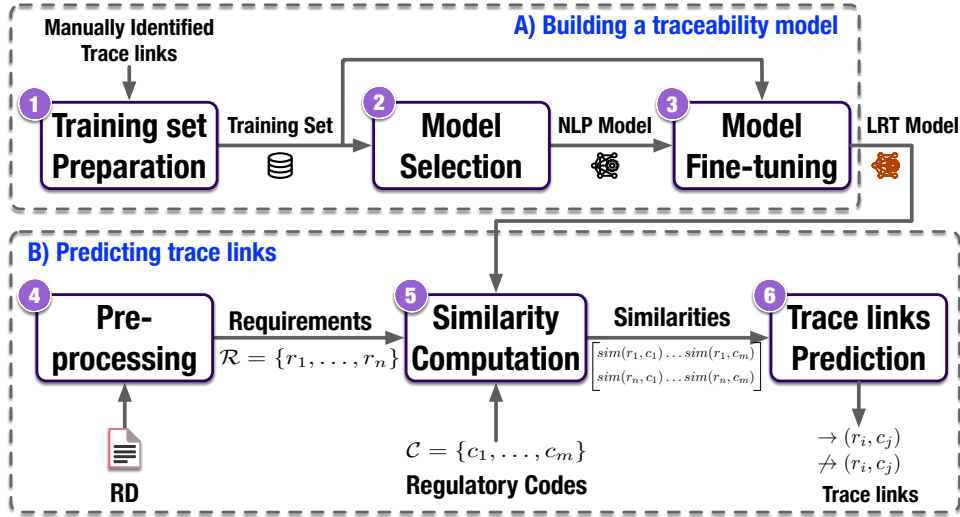 A) Building a traceability model
Manually Identified
Trace links
1
Training set
Preparation
Training Set
2
Model
Selection
NLP Model
3
Model
Fine-tuning
LRT Model
B) Predicting trace links
4
Pre-
processing
Requirements
ℛ = {r₁, . . . , rₙ}
5
Similarity
Computation
Similarities
sim(r₁, c₁) . . . sim(r₁, cₘ)
sim(rₙ, c₁) . . . sim(rₙ, cₘ)
6
Trace links
Prediction
RD
𝒞 = {c₁, . . . , cₘ}
Regulatory Codes
→ (rᵢ, cⱼ)
↛ (rᵢ, cⱼ)
Trace links